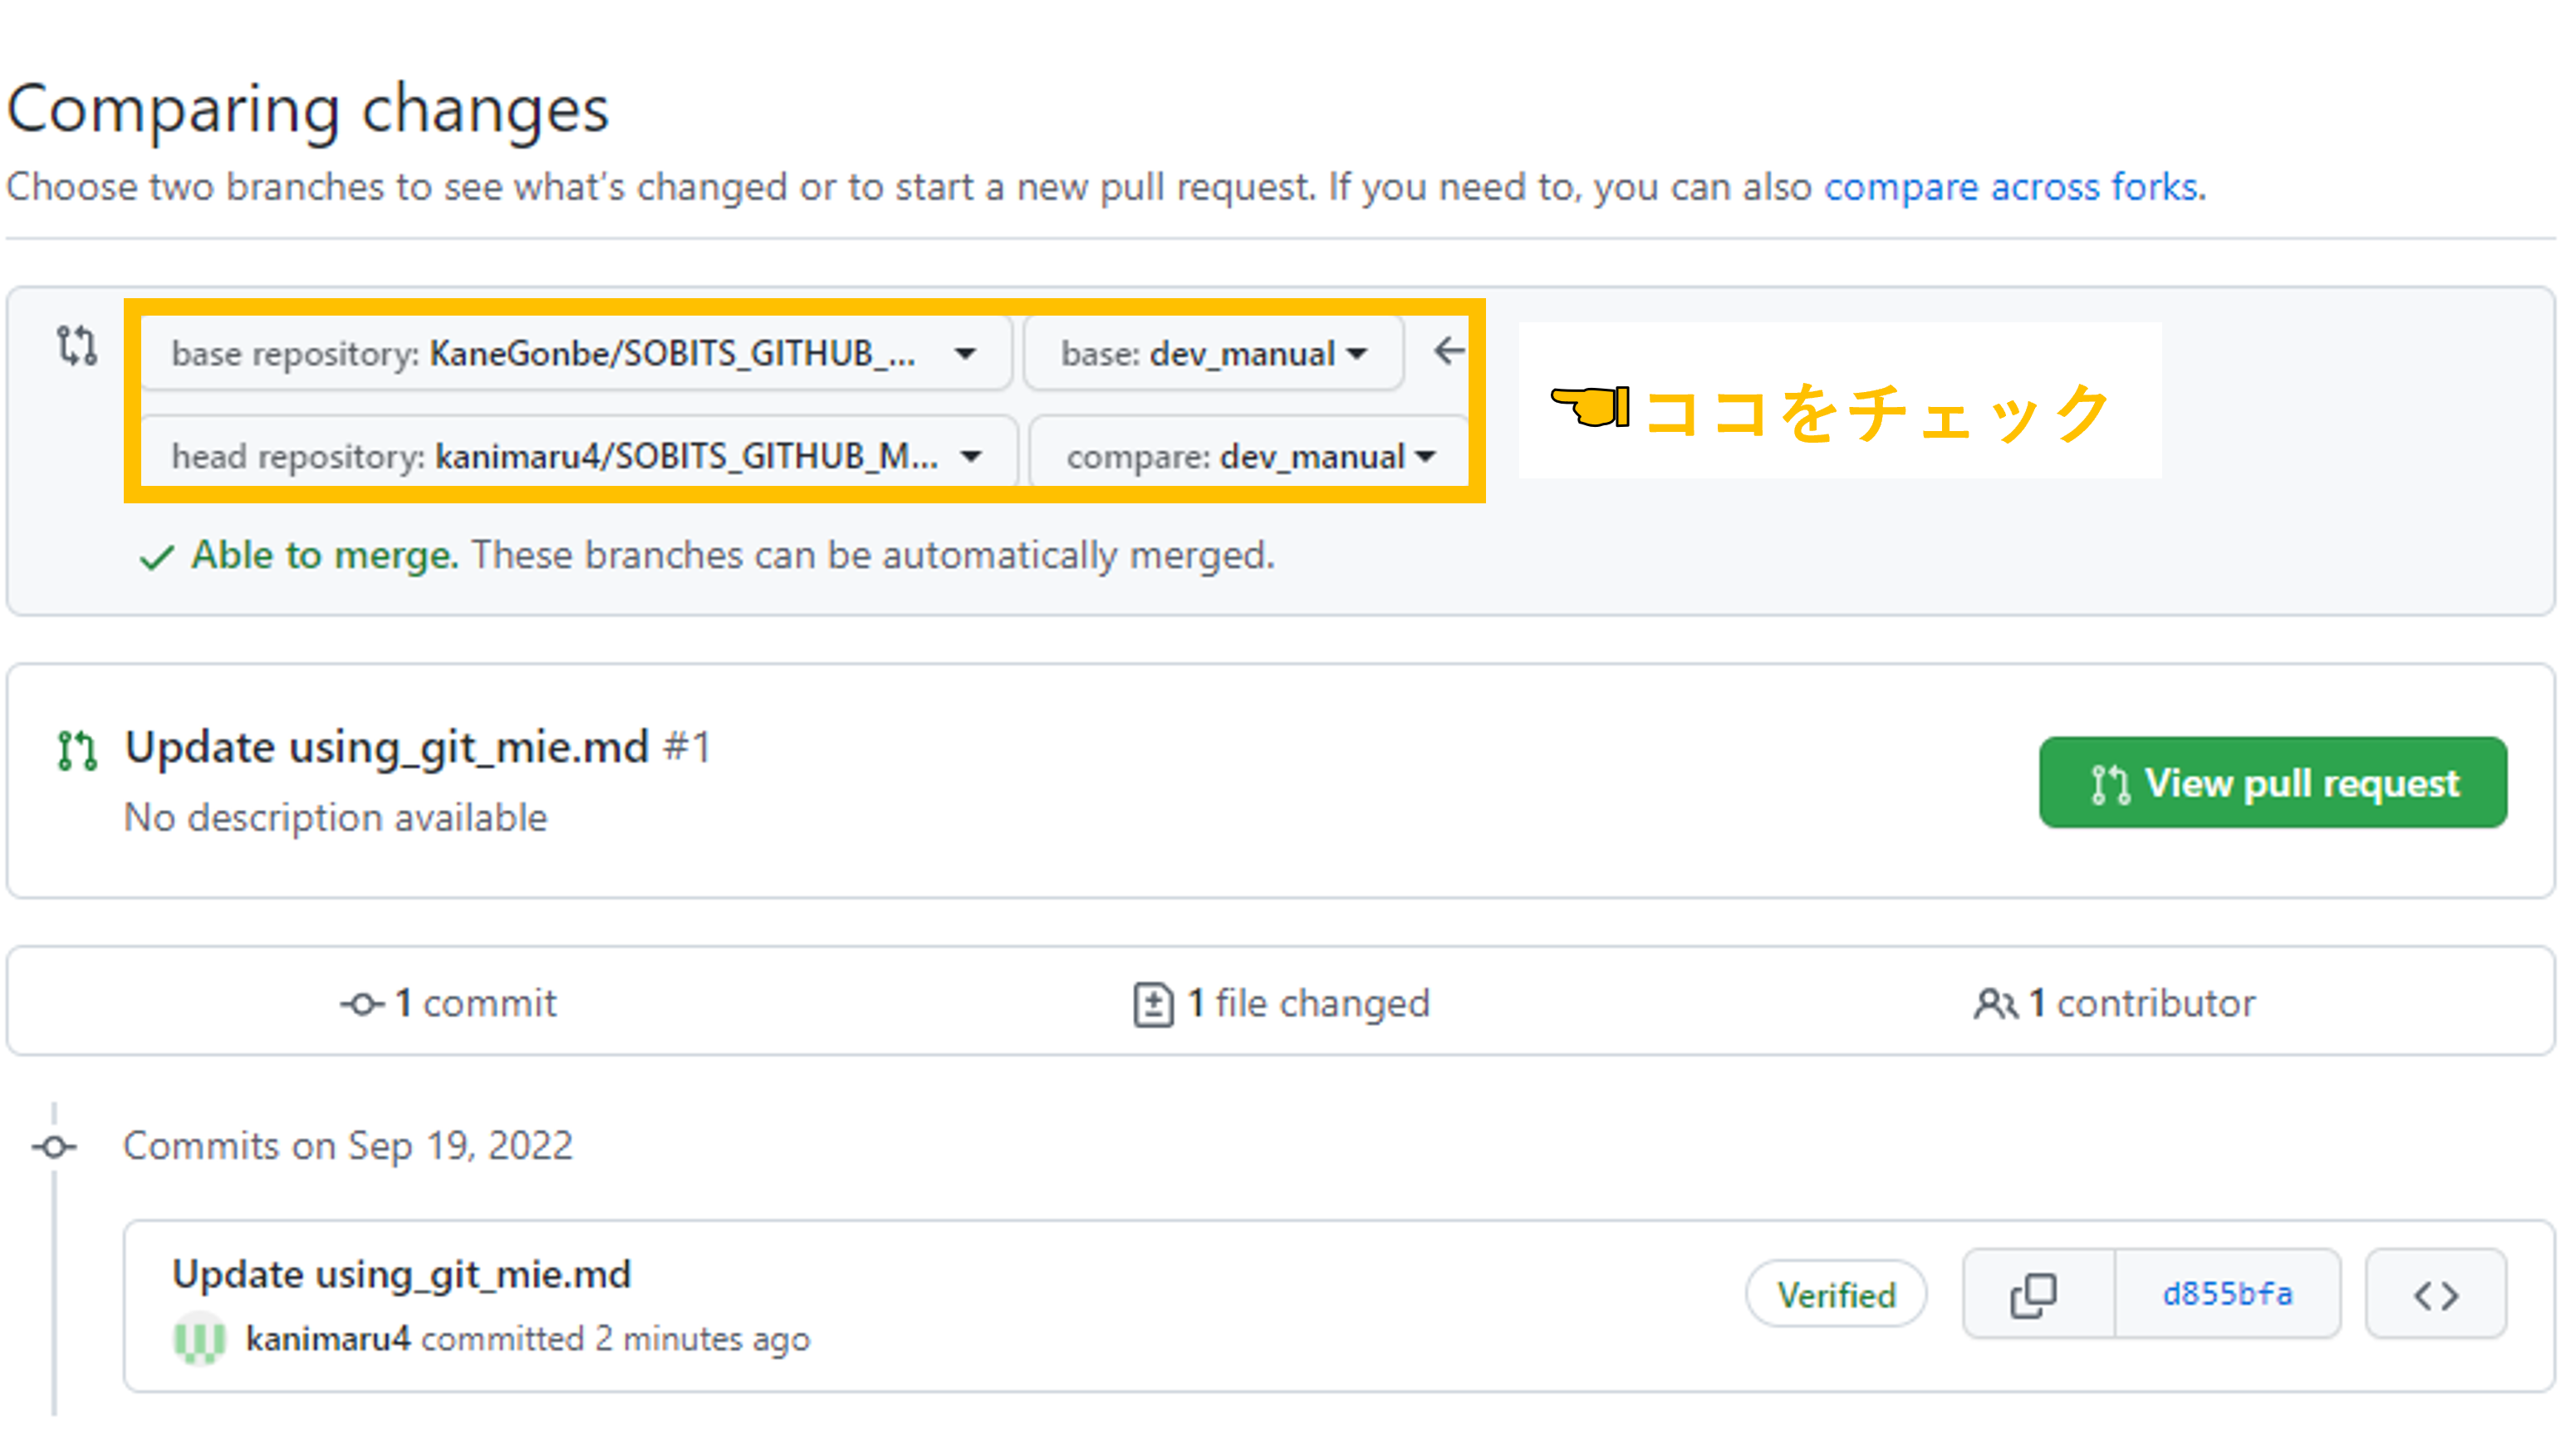 Comparing changes
Choose two branches to see what's changed or to start a new pull request. If you need to, you can also compare across forks.
base repository: KaneGonbe/SOBITS_GITHUB_... base: dev_manual
head repository: kanimaru4/SOBITS_GITHUB_M... compare: dev_manual
ココをチェック
Able to merge. These branches can be automatically merged.
Update using_git_mie.md #1
No description available
View pull request
1 commit
1 file changed
1 contributor
Commits on Sep 19, 2022
Update using_git_mie.md
kanimaru4 committed 2 minutes ago
Verified
d855bfa